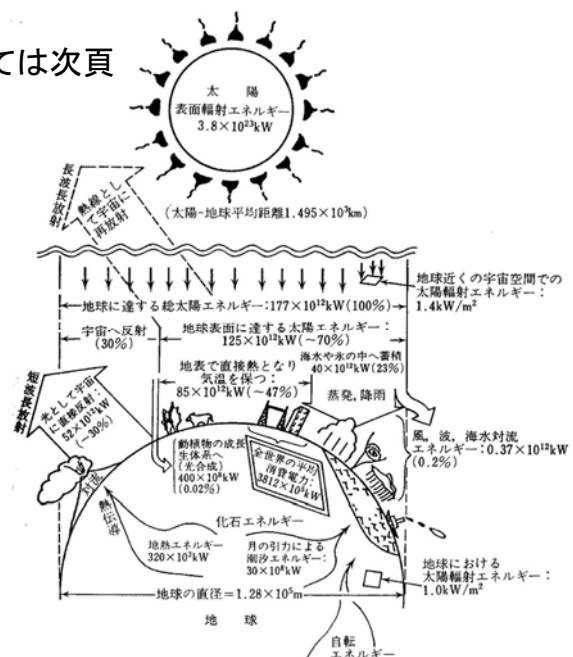 ては次頁
太 陽
表面輻射エネルギー
3.8×10²³kW
(太陽-地球平均距離1.495×10³km)
長波長放射
熱線とし
て宇宙に
再放射
地球近くの宇宙空間での
太陽輻射エネルギー:
1.4kW/m²
地球に達する総太陽エネルギー:177×10¹²kW(100%)
宇宙へ反射
(30%)
地球表面に達する太陽エネルギー:
125×10¹²kW(~70%)
地表で直接熱となり
気温を保つ:
85×10¹²kW(~47%)
海水や氷の中へ蓄積
40×10¹²kW(23%)
蒸発,降雨
短波長放射
光として宇宙
に直接反射:
52×10¹²kW
(~30%)
風,波,海水対流
エネルギー:0.37×10¹²kW
(0.2%)
動植物の成長
生体系へ
(光合成)
400×10⁸kW
(0.02%)
全世界の平均
消費電力:
対流
熱伝導
化石エネルギー
地熱エネルギー
320×10³kW
月の引力による
潮汐エネルギー:
30×10⁸kW
地球における
太陽輻射エネルギー:
1.0kW/m²
地球の直径=1.28×10⁵m
地 球
自転
エネルギー